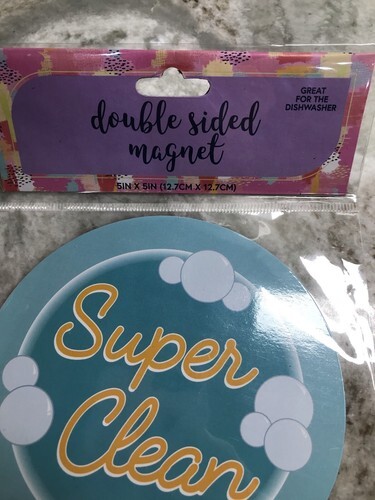 double sided
magnet
GREAT
FOR THE
DISHWASHER
5IN X 5IN (12.7CM X 12.7CM)
Super
Clean